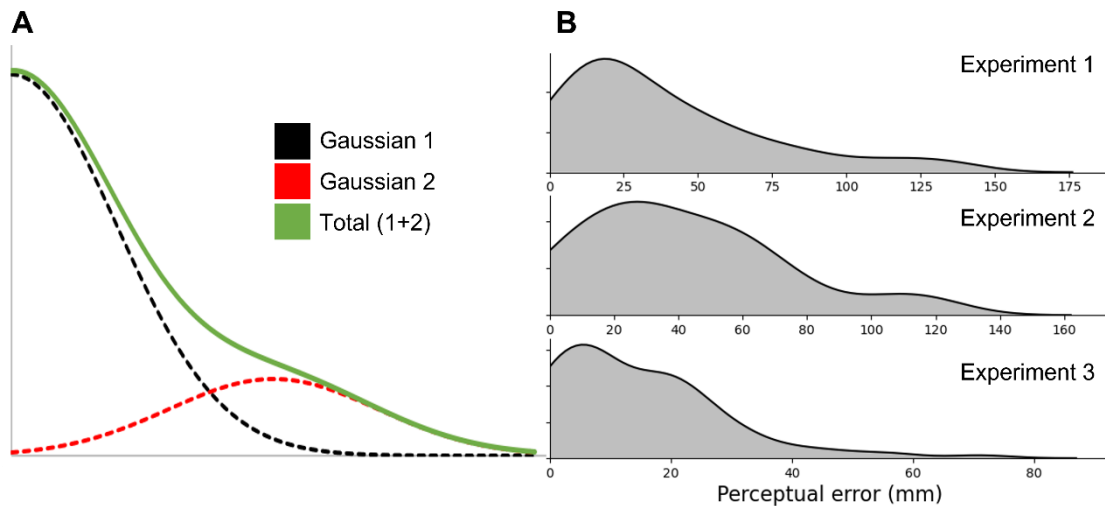 A
Gaussian 1
Gaussian 2
Total (1+2)
B
Experiment 1
0 25 50 75 100 125 150 175
Experiment 2
0 20 40 60 80 100 120 140 160
Experiment 3
0 20 40 60 80
Perceptual error (mm)